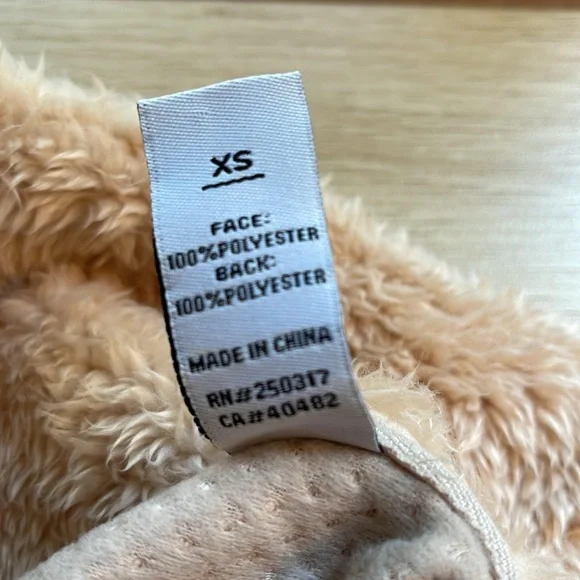 XS
FACE:
100%POLYESTER
BACK:
100%POLYESTER
MADE IN CHINA
RN#250317
CA#40482